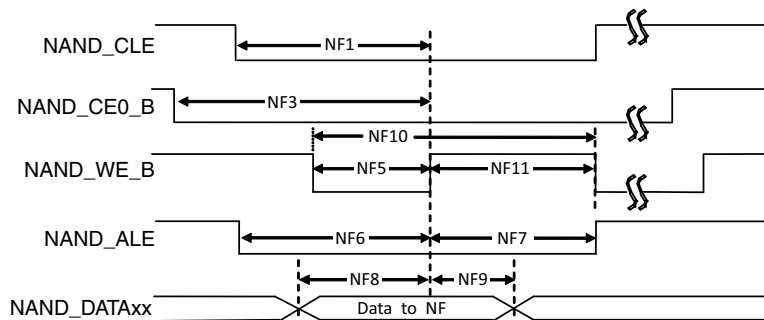 NAND_CLE
NF1
NAND_CE0_B
NF3
NF10
NAND_WE_B
NF5
NF11
NAND_ALE
NF6
NF7
NF8
NF9
NAND_DATAxx
Data to NF